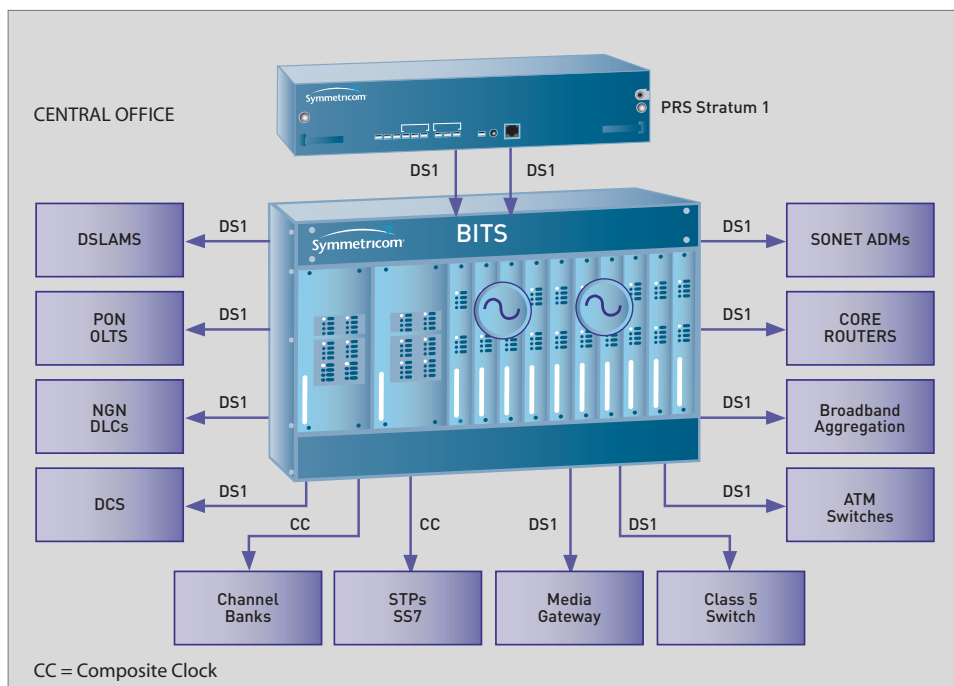 CENTRAL OFFICE
Symmetricom
PRS Stratum 1
DS1
DS1
Symmetricom
BITS
DSLAMS
DS1
DS1
SONET ADMs
PON
OLTS
DS1
DS1
CORE
ROUTERS
NGN
DLCs
DS1
DS1
Broadband
Aggregation
DCS
DS1
DS1
ATM
Switches
CC
CC
DS1
DS1
Channel
Banks
STPs
SS7
Media
Gateway
Class 5
Switch
CC = Composite Clock